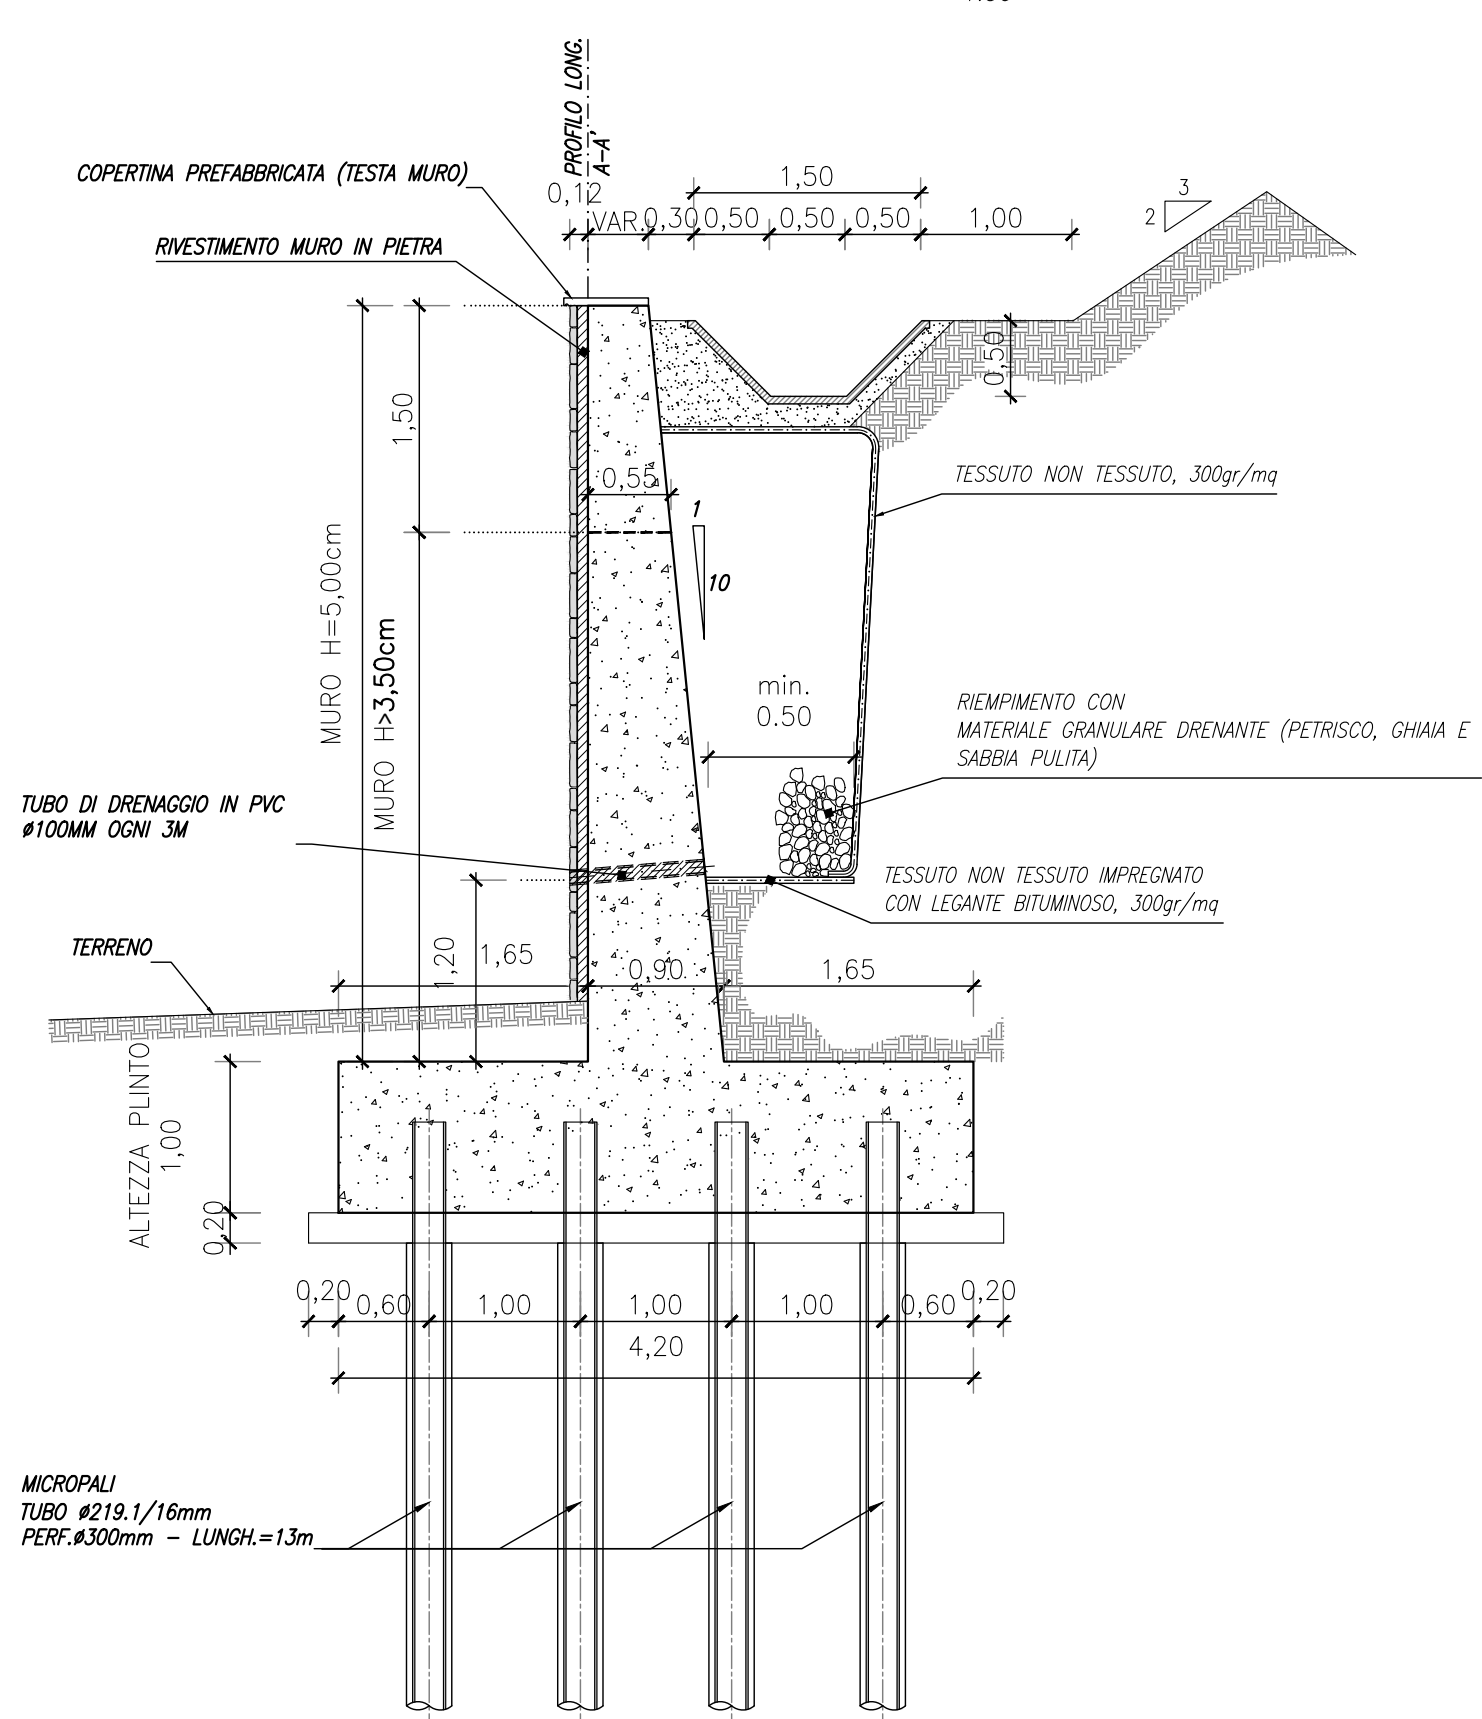 PROFILO LONG.
A-A'
COPERTINA PREFABBRICATA (TESTA MURO)
1,50
0,12
VAR.
0,30
0,50
0,50
0,50
1,00
3
2
RIVESTIMENTO MURO IN PIETRA
0,50
1,50
0,55
1
10
TESSUTO NON TESSUTO, 300gr/mq
MURO H=5,00cm
MURO H>3,50cm
min.
0.50
RIEMPIMENTO CON
MATERIALE GRANULARE DRENANTE (PETRISCO, GHIAIA E
SABBIA PULITA)
TUBO DI DRENAGGIO IN PVC
ø100MM OGNI 3M
TESSUTO NON TESSUTO IMPREGNATO
CON LEGANTE BITUMINOSO, 300gr/mq
TERRENO
1,20
1,65
0,90
1,65
ALTEZZA PLINTO
1,00
0,20
0,20
0,60
1,00
1,00
1,00
0,60
0,20
4,20
MICROPALI
TUBO ø219.1/16mm
PERF.ø300mm - LUNGH.=13m